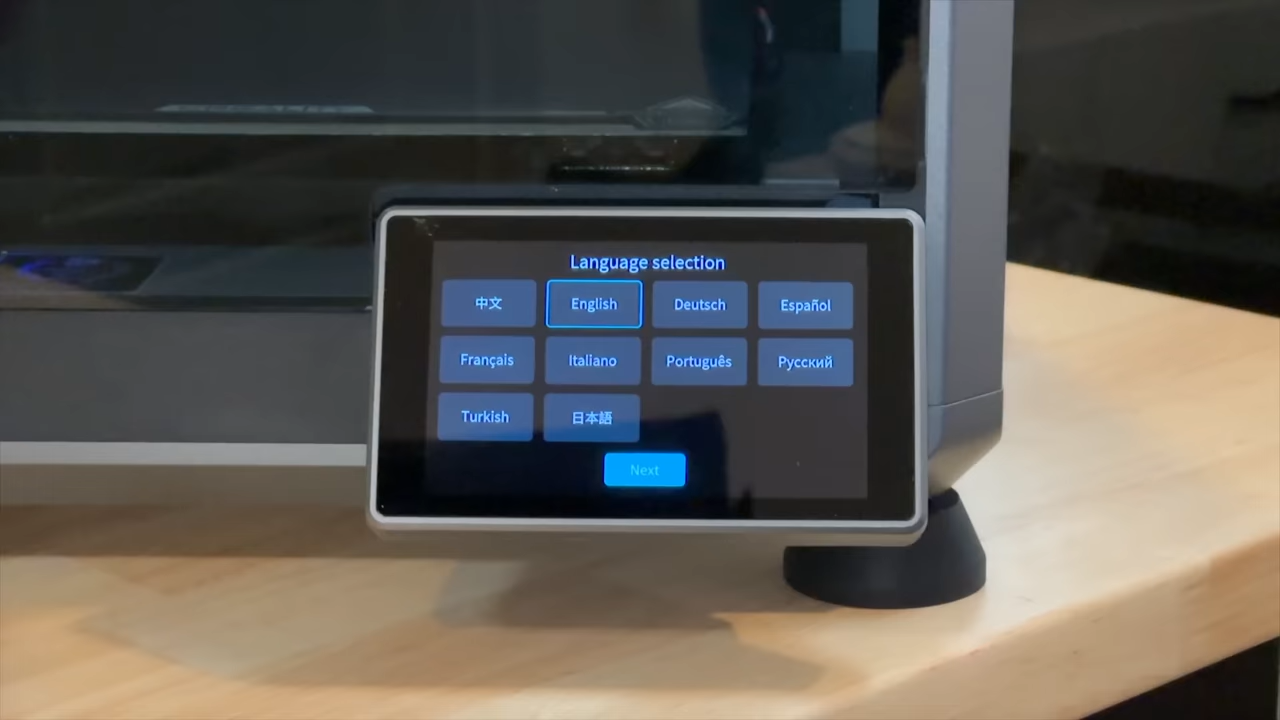 Language selection
中文 English Deutsch Español
Français Italiano Português Русский
Turkish 日本語
Next